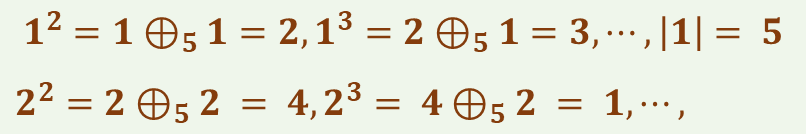 1² = 1 ⊕₅ 1 = 2, 1³ = 2 ⊕₅ 1 = 3, ⋯ , |1| = 5
2² = 2 ⊕₅ 2 = 4, 2³ = 4 ⊕₅ 2 = 1, ⋯ ,